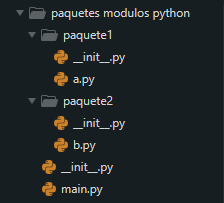 paquetes modulos python
paquete1
__init__.py
a.py
paquete2
__init__.py
b.py
__init__.py
main.py